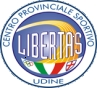 CENTRO PROVINCIALE SPORTIVO
LIBERTAS
UDINE